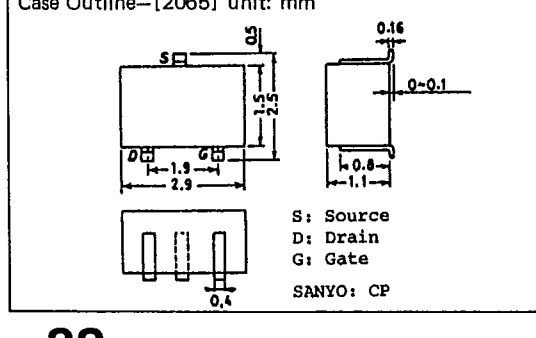 Case Outline—[2065] unit: mm
0.16
0.5
S
1.5
2.5
0~0.1
D
G
1.9
2.9
0.8
1.1
0.4
S: Source
D: Drain
G: Gate
SANYO: CP